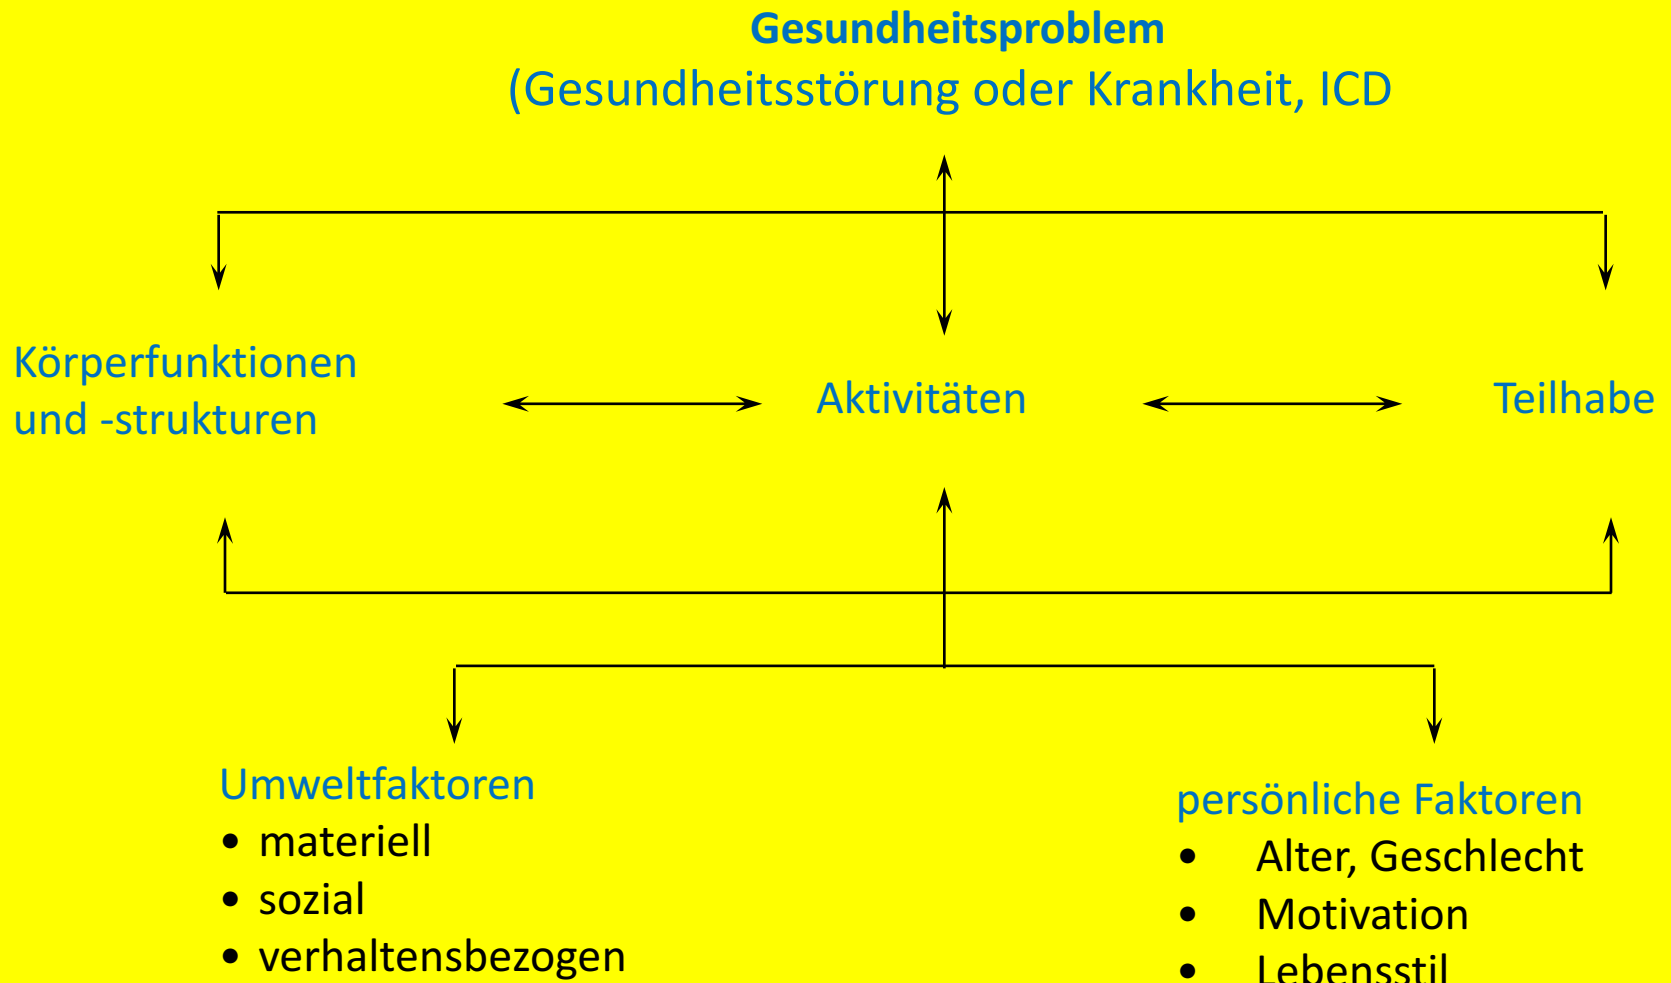 Gesundheitsproblem
(Gesundheitsstörung oder Krankheit, ICD
Körperfunktionen
und -strukturen
Aktivitäten
Teilhabe
Umweltfaktoren
• materiell
• sozial
• verhaltensbezogen
persönliche Faktoren
• Alter, Geschlecht
• Motivation
• Lebensstil